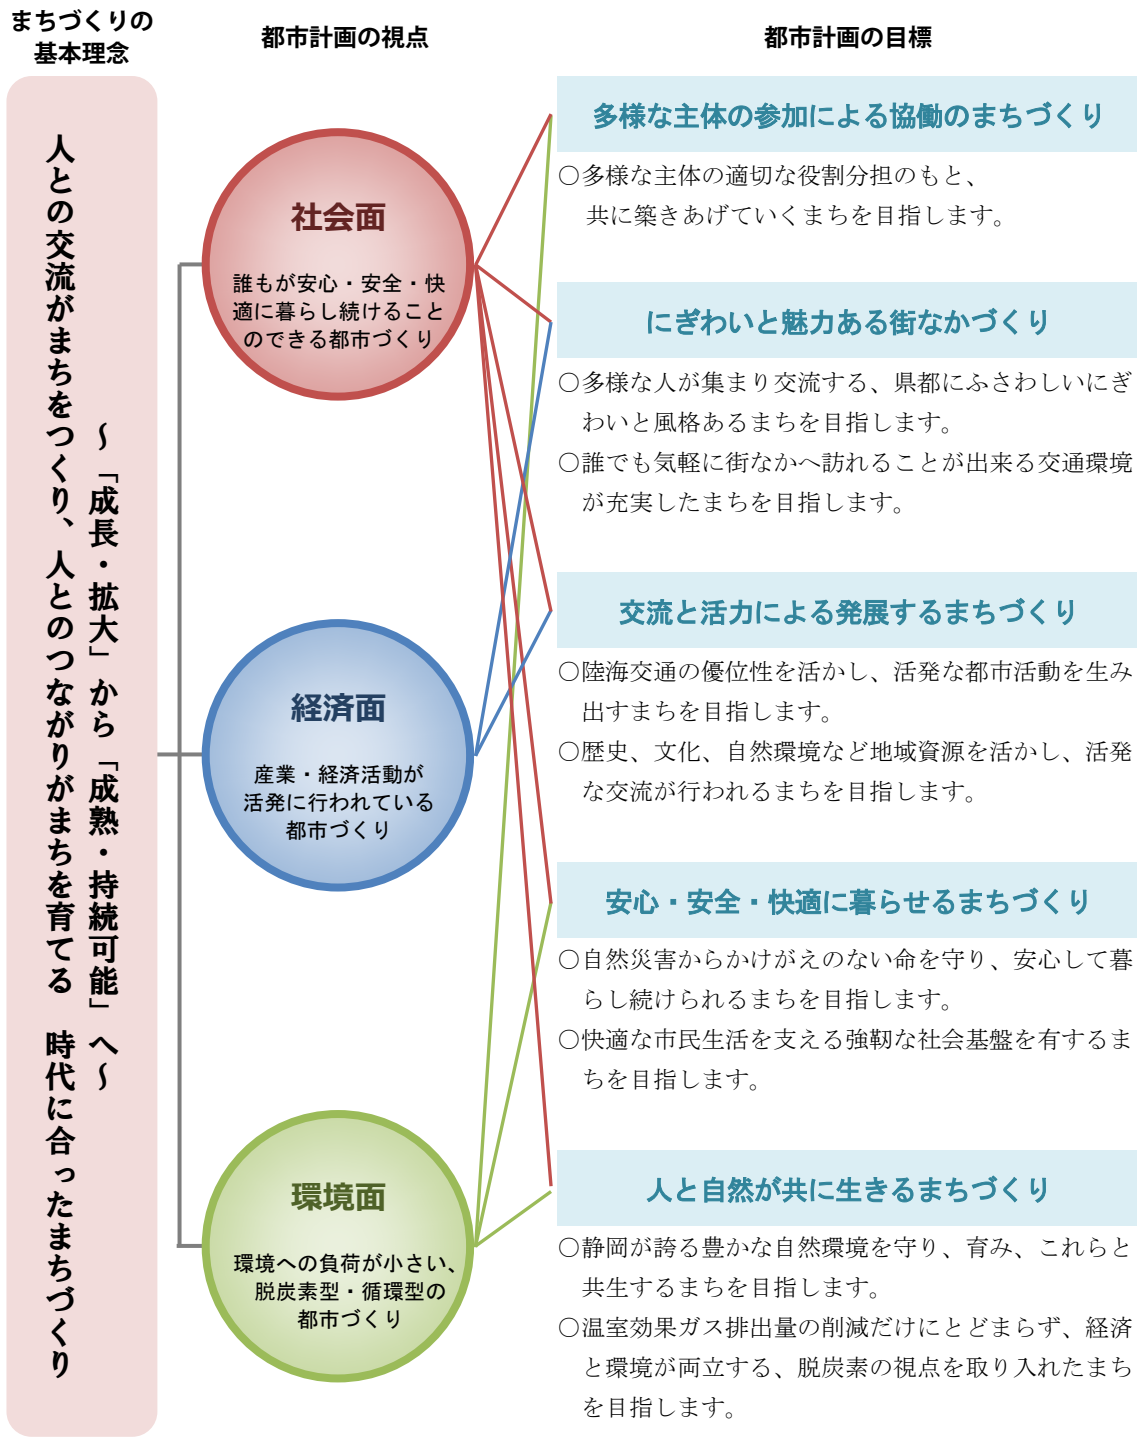 まちづくりの
基本理念
都市計画の視点
都市計画の目標
人との交流がまちをつくり、人とのつながりがまちを育てる　時代に合ったまちづくり
～「成長・拡大」から「成熟・持続可能」へ～
社会面
誰もが安心・安全・快
適に暮らし続けること
のできる都市づくり
経済面
産業・経済活動が
活発に行われている
都市づくり
環境面
環境への負荷が小さい、
脱炭素型・循環型の
都市づくり
多様な主体の参加による協働のまちづくり
○多様な主体の適切な役割分担のもと、
共に築きあげていくまちを目指します。
にぎわいと魅力ある街なかづくり
○多様な人が集まり交流する、県都にふさわしいにぎ
わいと風格あるまちを目指します。
○誰でも気軽に街なかへ訪れることが出来る交通環境
が充実したまちを目指します。
交流と活力による発展するまちづくり
○陸海交通の優位性を活かし、活発な都市活動を生み
出すまちを目指します。
○歴史、文化、自然環境など地域資源を活かし、活発
な交流が行われるまちを目指します。
安心・安全・快適に暮らせるまちづくり
○自然災害からかけがえのない命を守り、安心して暮
らし続けられるまちを目指します。
○快適な市民生活を支える強靭な社会基盤を有するま
ちを目指します。
人と自然が共に生きるまちづくり
○静岡が誇る豊かな自然環境を守り、育み、これらと
共生するまちを目指します。
○温室効果ガス排出量の削減だけにとどまらず、経済
と環境が両立する、脱炭素の視点を取り入れたまち
を目指します。